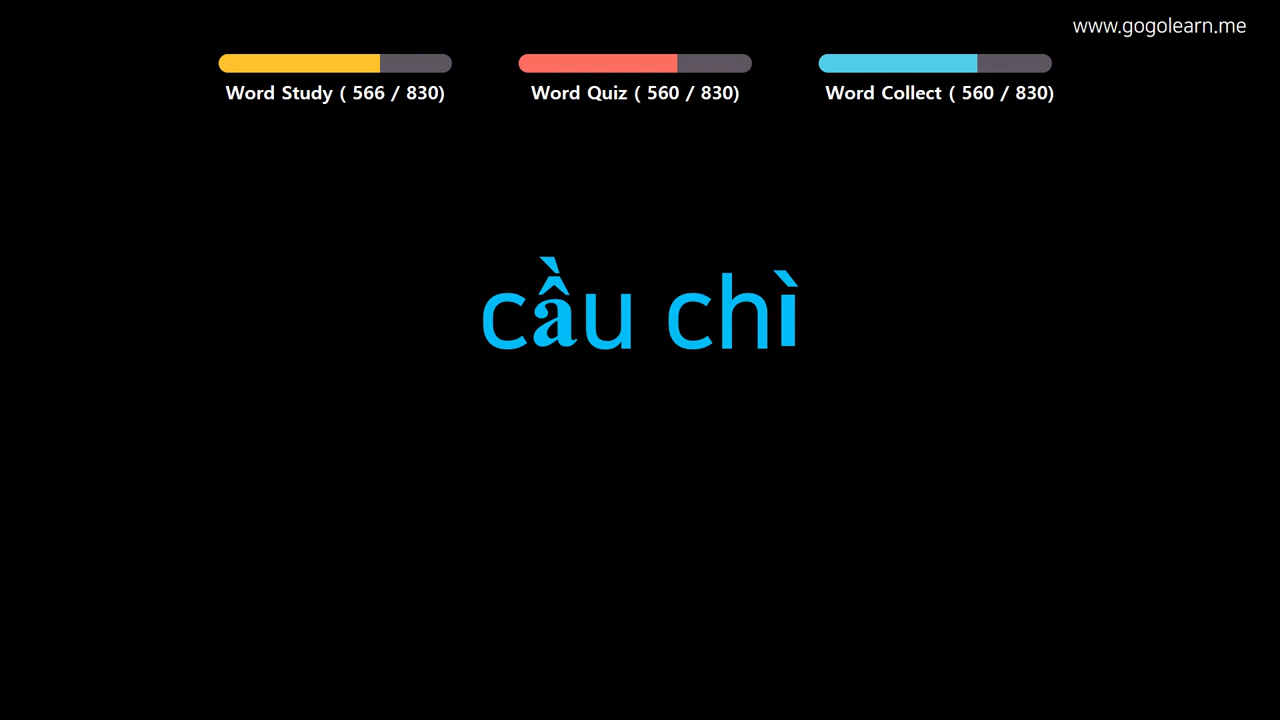 www.gogolearn.me
Word Study ( 566 / 830)
Word Quiz ( 560 / 830)
Word Collect ( 560 / 830)
cầu chì